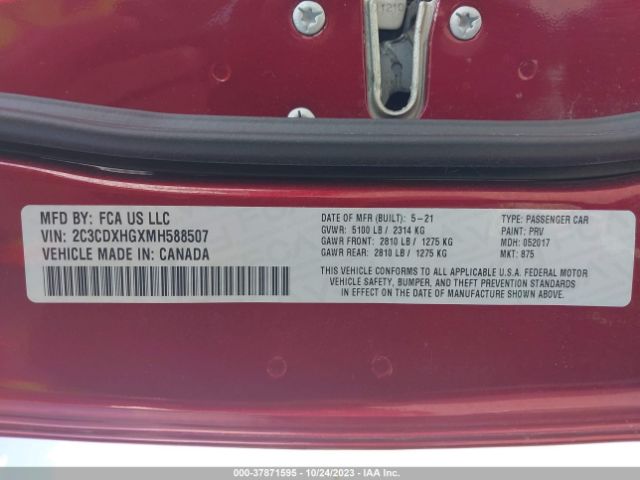 MFD BY: FCA US LLC
VIN: 2C3CDXHGXMH588507
VEHICLE MADE IN: CANADA
DATE OF MFR (BUILT): 5-21
GVWR: 5100 LB / 2314 KG
GAWR FRONT: 2810 LB / 1275 KG
GAWR REAR: 2810 LB / 1275 KG
TYPE: PASSENGER CAR
PAINT: PRV
MDH: 052017
MKT: 875
THIS VEHICLE CONFORMS TO ALL APPLICABLE U.S.A. FEDERAL MOTOR
VEHICLE SAFETY, BUMPER, AND THEFT PREVENTION STANDARDS
IN EFFECT ON THE DATE OF MANUFACTURE SHOWN ABOVE.
000-37871595 - 10/24/2023 - IAAI.COM